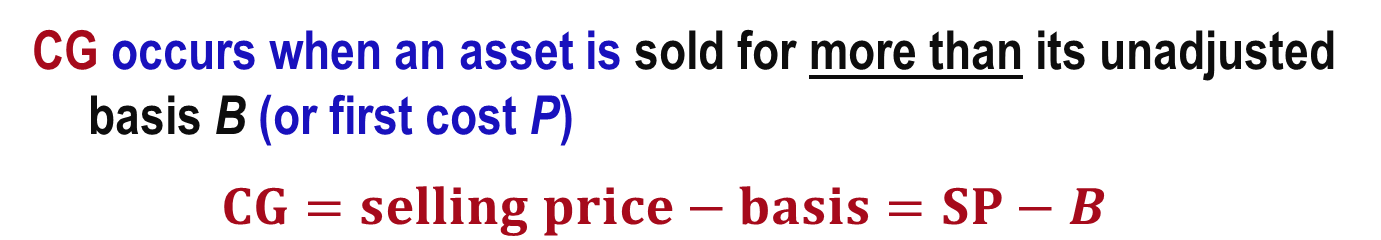 CG occurs when an asset is sold for more than its unadjusted
basis B (or first cost P)
CG = selling price − basis = SP − B